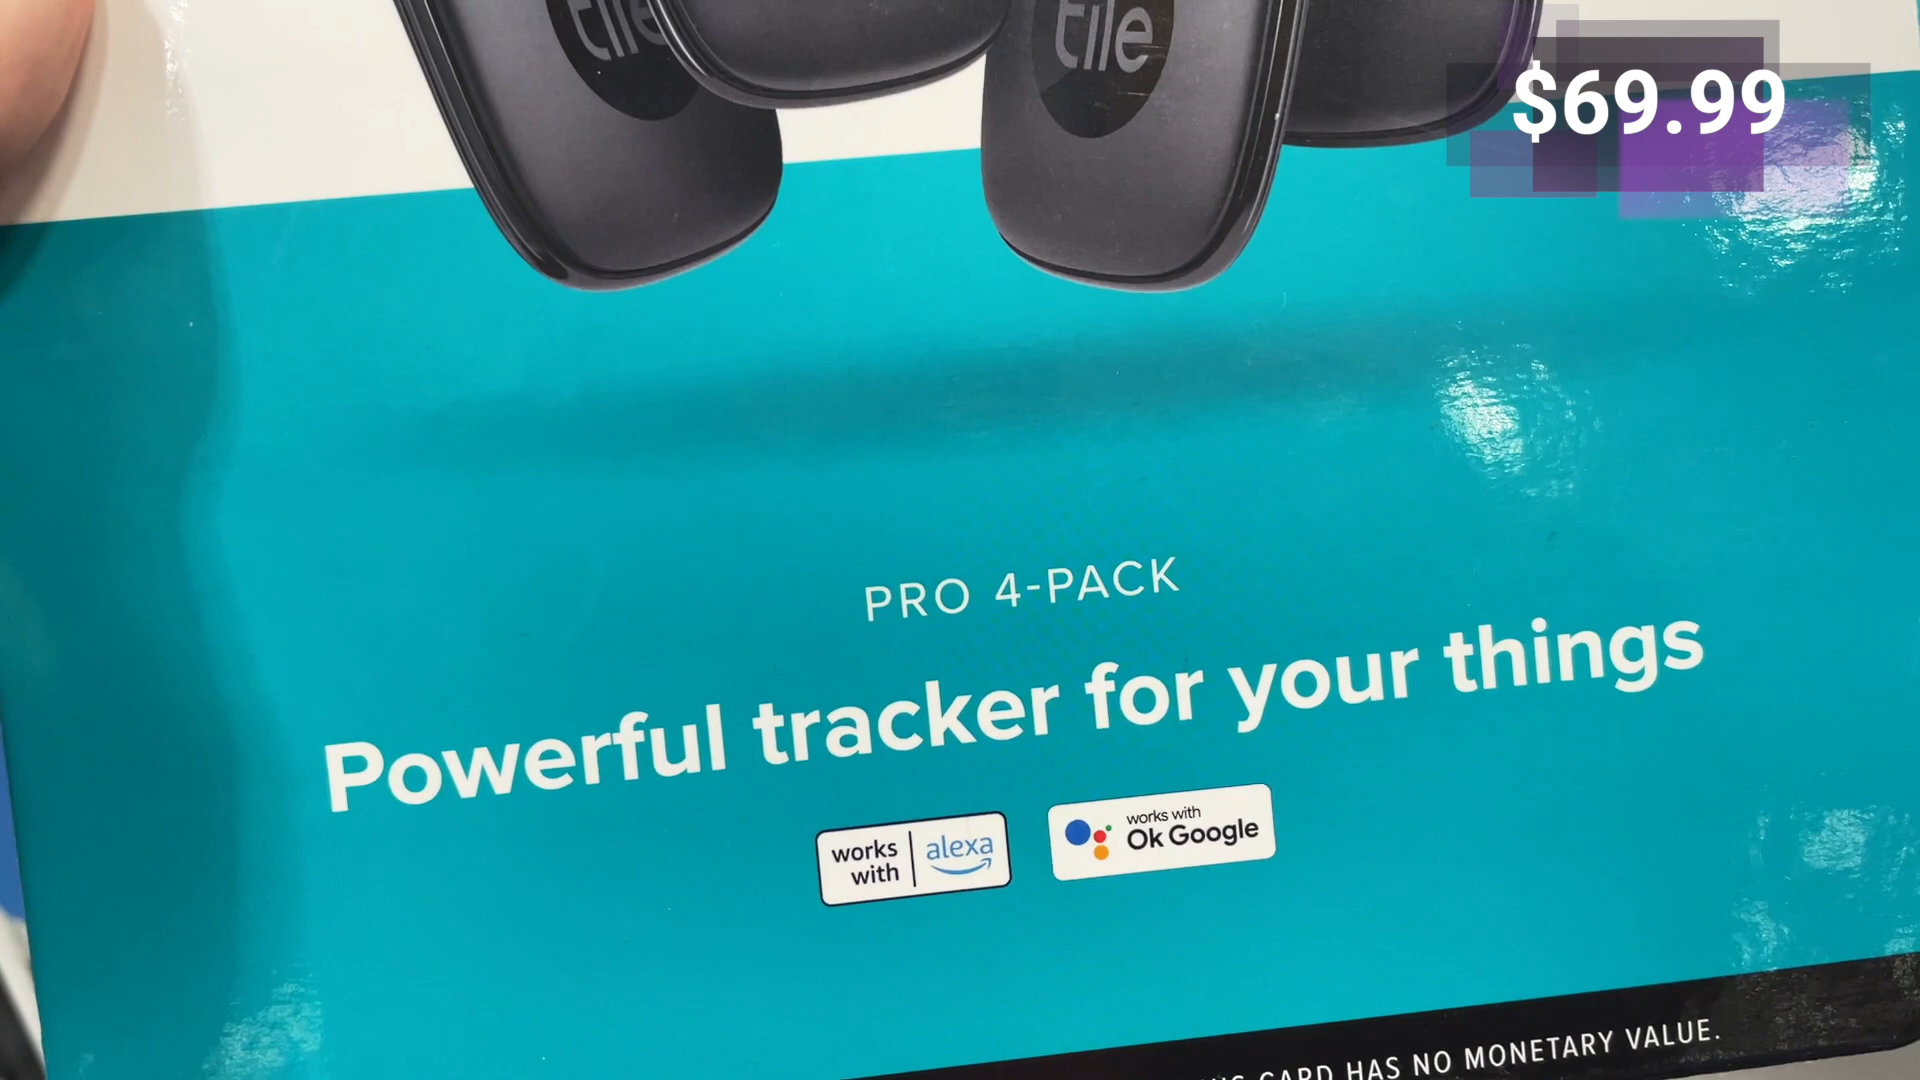 tile
tile
$69.99
PRO 4-PACK
Powerful tracker for your things
works with
alexa
works with
Ok Google
CARD HAS NO MONETARY VALUE.